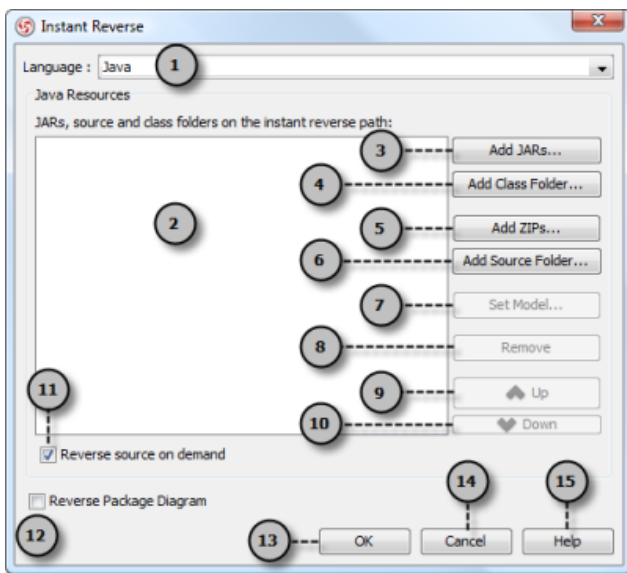 Instant Reverse
Language : Java
1
Java Resources
JARs, source and class folders on the instant reverse path:
2
3 Add JARs...
4 Add Class Folder...
5 Add ZIPs...
6 Add Source Folder...
7 Set Model...
8 Remove
9 Up
10 Down
11
Reverse source on demand
Reverse Package Diagram
12
13 OK
14
Cancel
15
Help